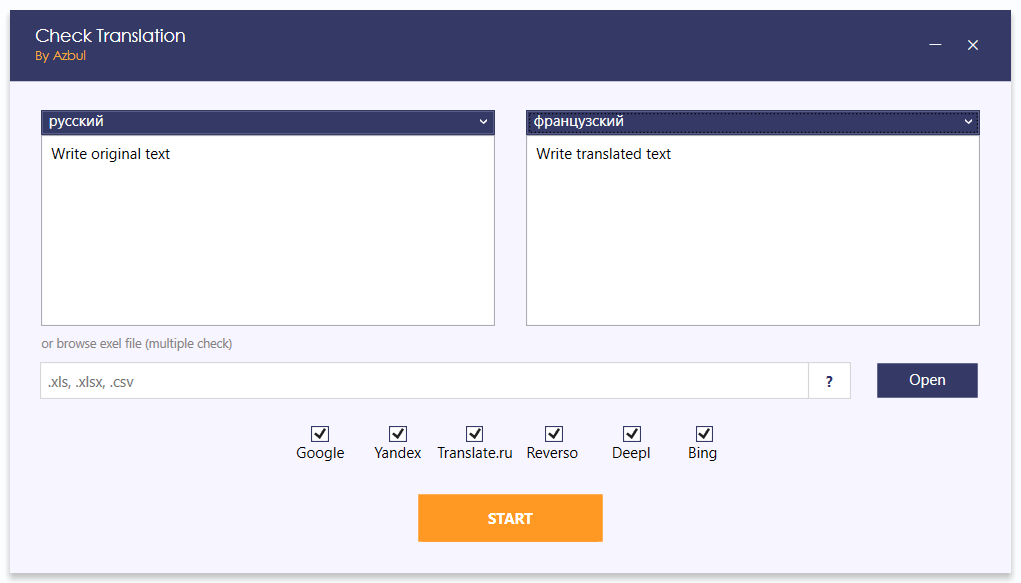 Check Translation
By Azbul
русский
французский
Write original text
Write translated text
or browse exel file (multiple check)
.xls, .xlsx, .csv
?
Open
Google Yandex Translate.ru Reverso Deepl Bing
START